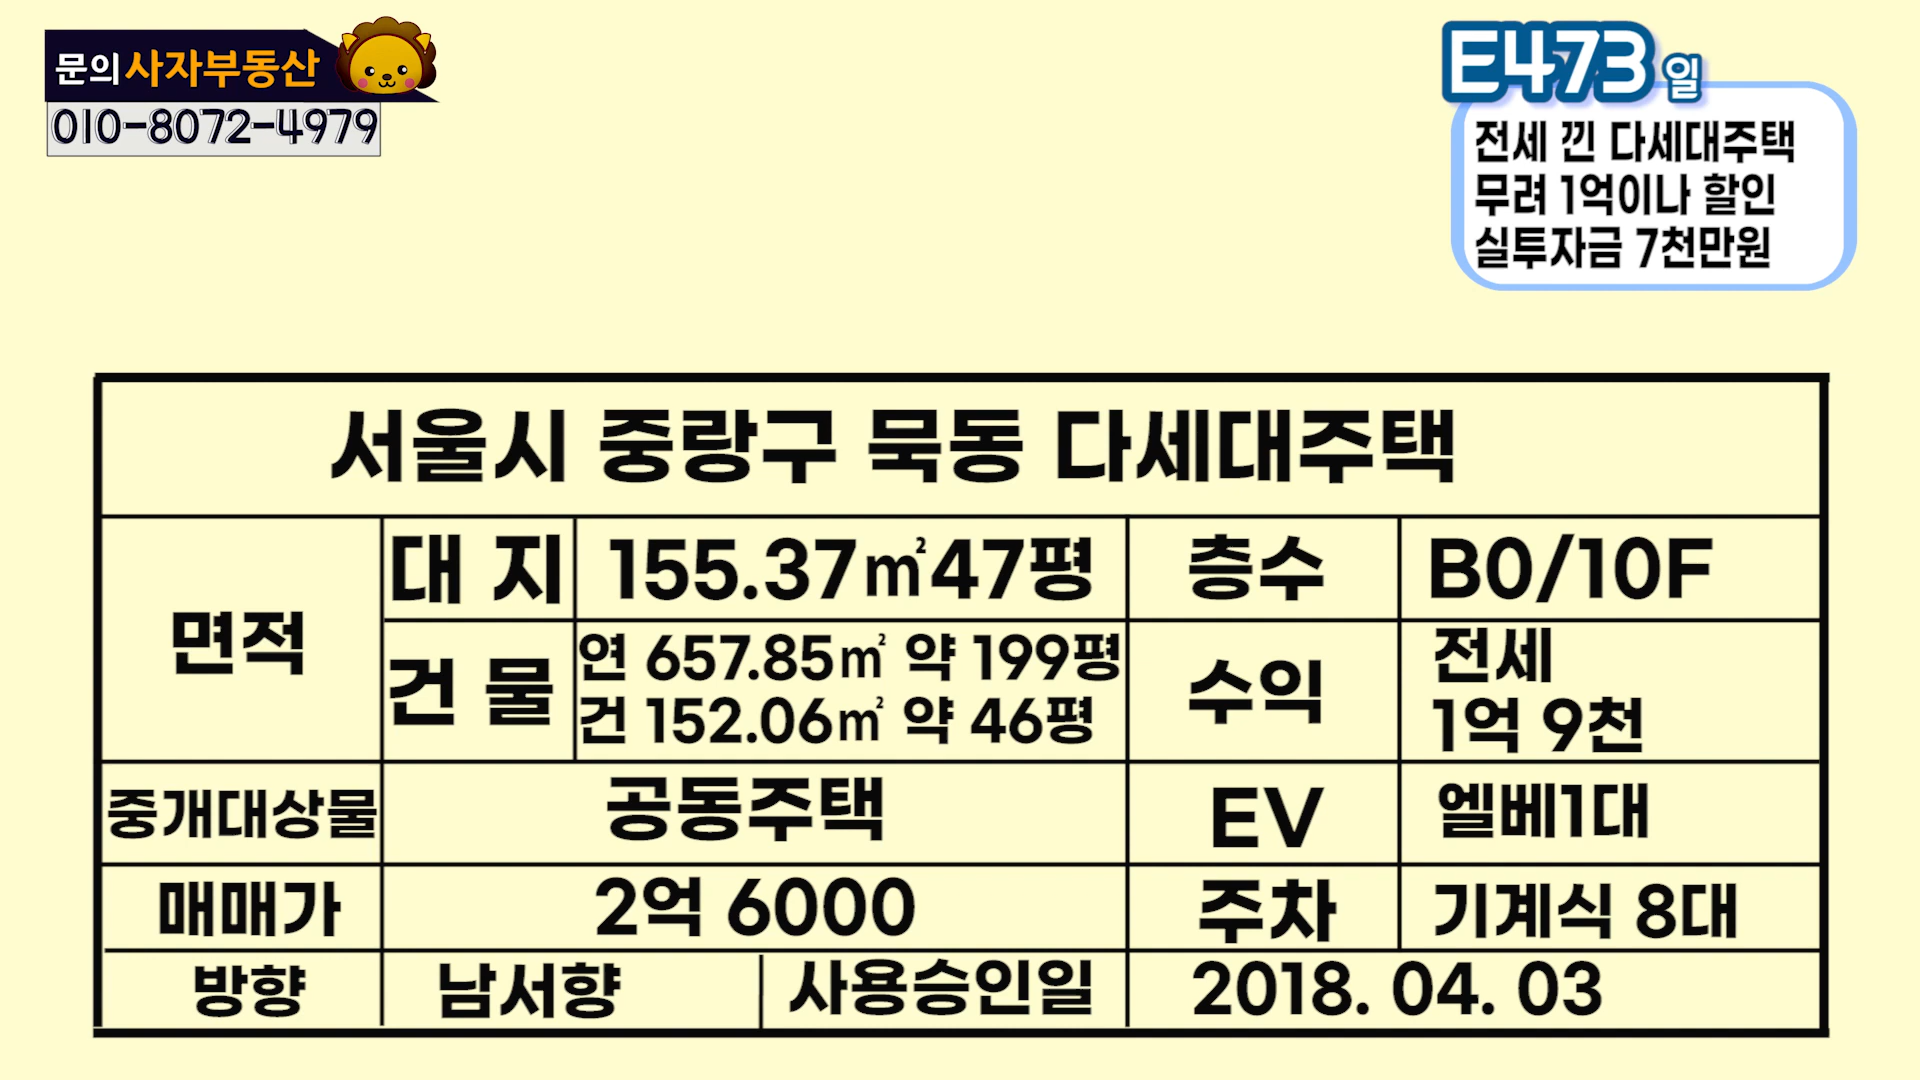 문의 사자부동산
010-8072-4979
E473 일
전세 낀 다세대주택
무려 1억이나 할인
실투자금 7천만원
서울시 중랑구 묵동 다세대주택
면적
대 지
155.37㎡47평
층수
B0/10F
건 물
연 657.85㎡ 약 199평
건 152.06㎡ 약 46평
수익
전세
1억 9천
중개대상물
공동주택
EV
엘베1대
매매가
2억 6000
주차
기계식 8대
방향
남서향
사용승인일
2018. 04. 03